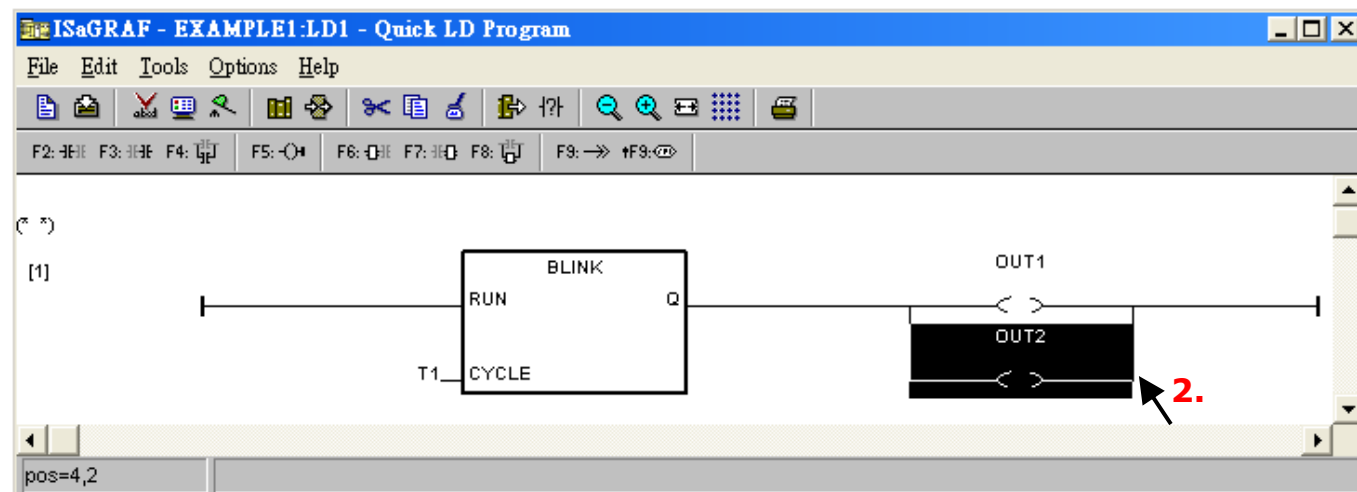 ISaGRAF - EXAMPLE1:LD1 - Quick LD Program
File Edit Tools Options Help
F2: F3: F4: F5: F6: F7: F8: F9: F9:
(* *)
[1]
BLINK
OUT1
RUN Q
OUT2
T1 CYCLE
2.
pos=4,2